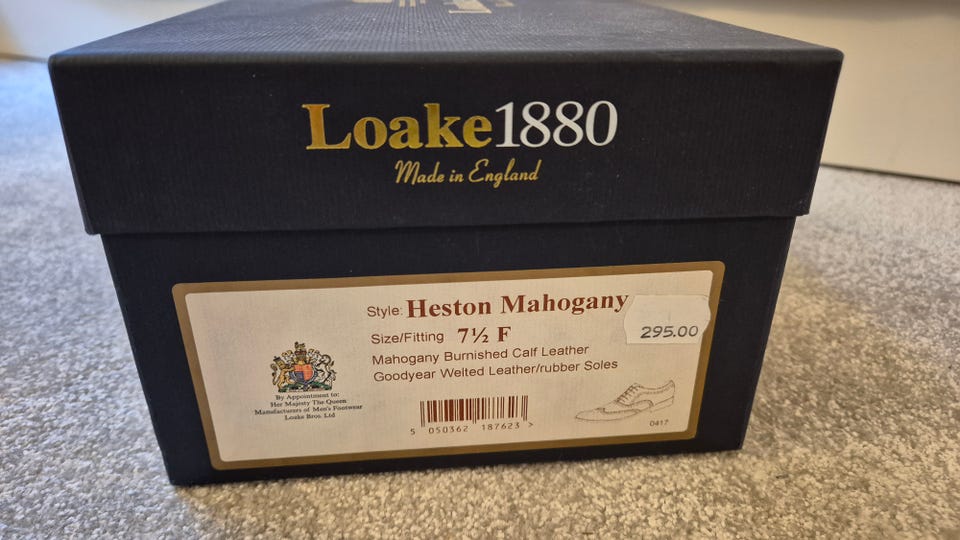 Loake1880
Made in England
Style: Heston Mahogany
295.00
Size/Fitting 7½ F
Mahogany Burnished Calf Leather
Goodyear Welted Leather/rubber Soles
By Appointment to:
Her Majesty The Queen
Manufacturers of Men's Footwear
Loake Bros. Ltd
5 050362 187623 >
0417